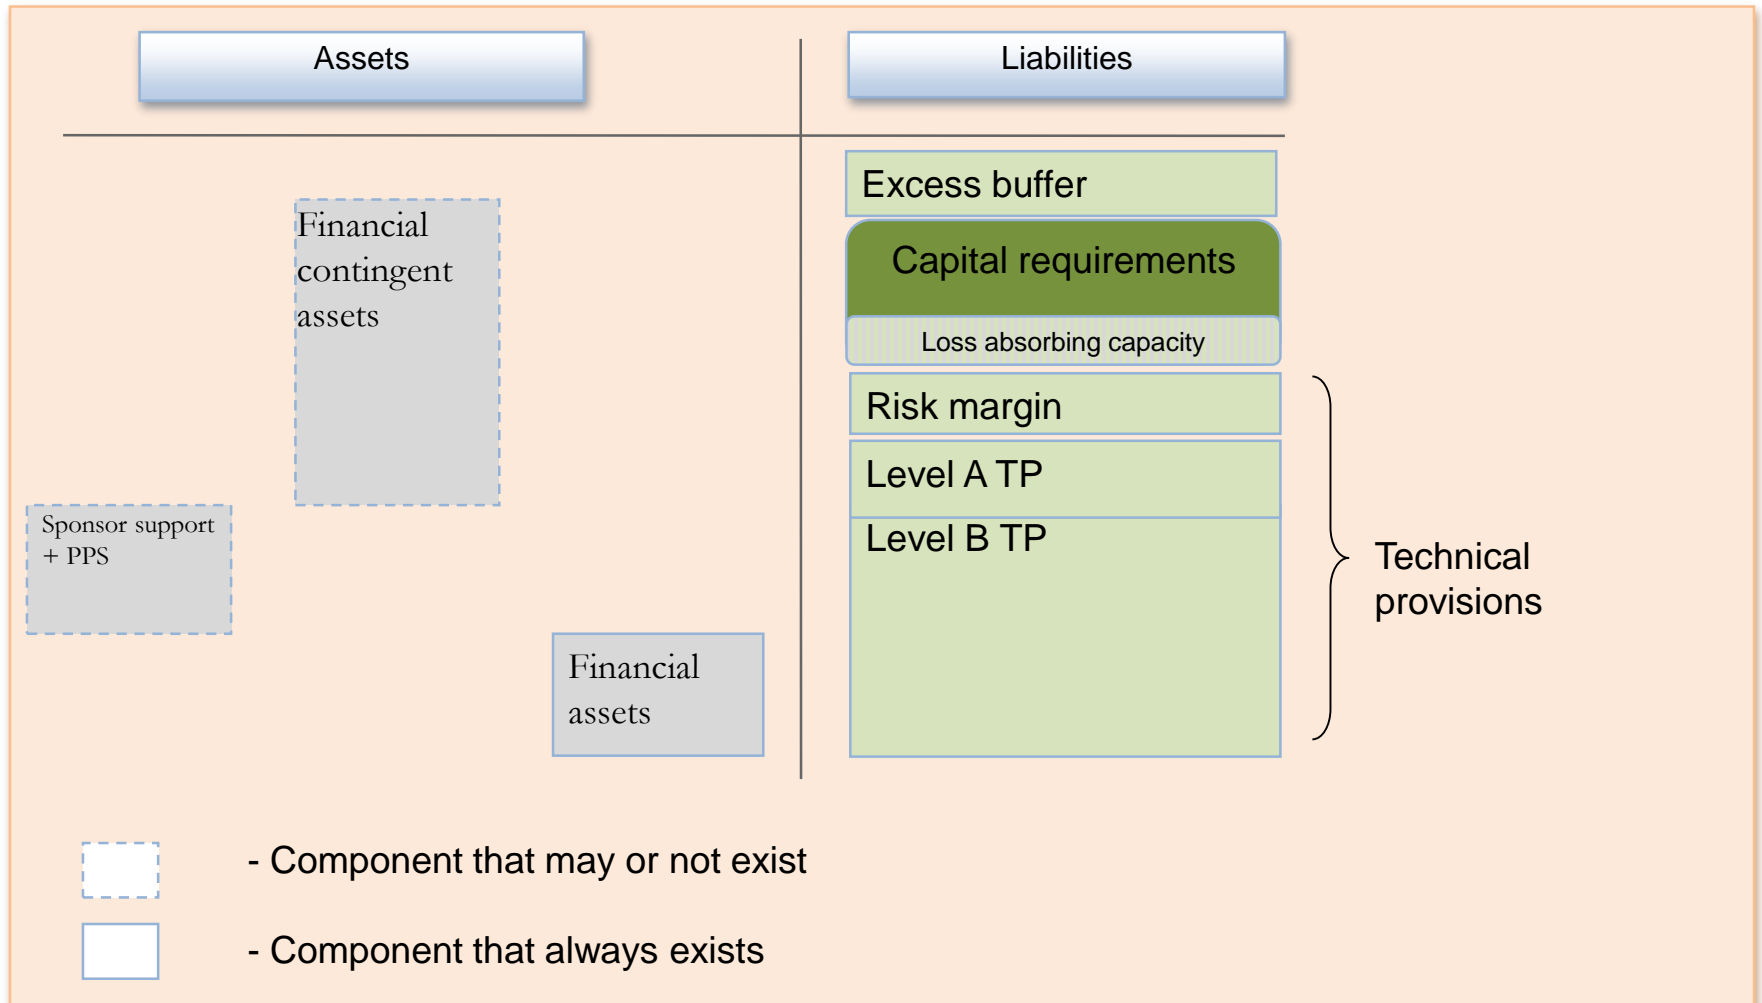 Assets
Liabilities
Financial
contingent
assets
Sponsor support
+ PPS
Financial
assets
Excess buffer
Capital requirements
Loss absorbing capacity
Risk margin
Level A TP
Level B TP
Technical
provisions
- Component that may or not exist
- Component that always exists